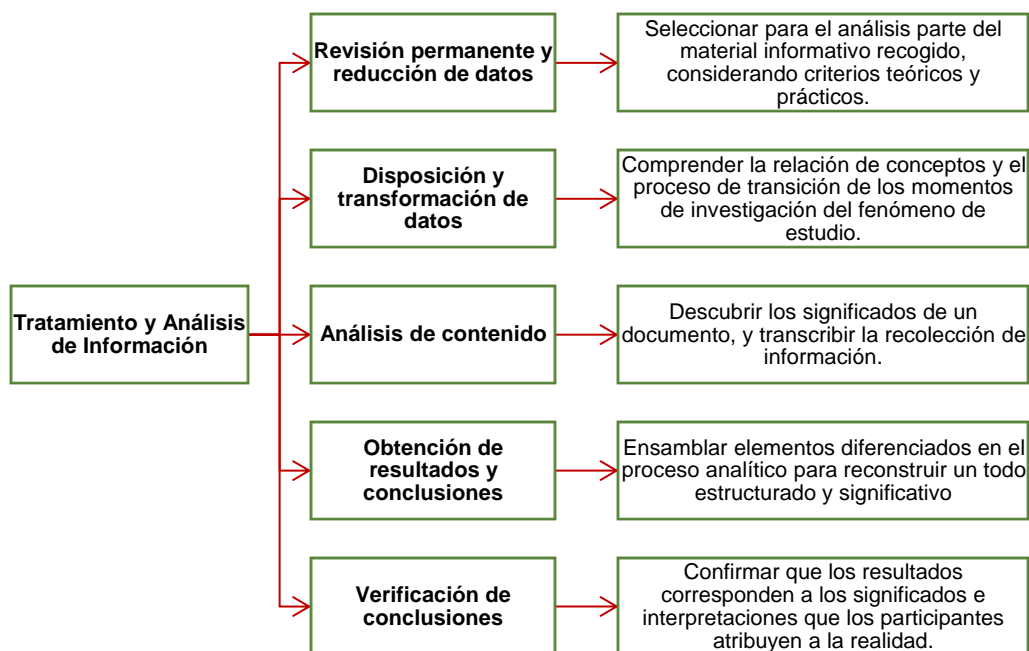 Revisión permanente y
reducción de datos
Seleccionar para el análisis parte del
material informativo recogido,
considerando criterios teóricos y
prácticos.
Disposición y
transformación de
datos
Comprender la relación de conceptos y el
proceso de transición de los momentos
de investigación del fenómeno de
estudio.
Tratamiento y Análisis
de Información
Análisis de contenido
Descubrir los significados de un
documento, y transcribir la recolección de
información.
Obtención de
resultados y
conclusiones
Ensamblar elementos diferenciados en el
proceso analítico para reconstruir un todo
estructurado y significativo
Verificación de
conclusiones
Confirmar que los resultados
corresponden a los significados e
interpretaciones que los participantes
atribuyen a la realidad.